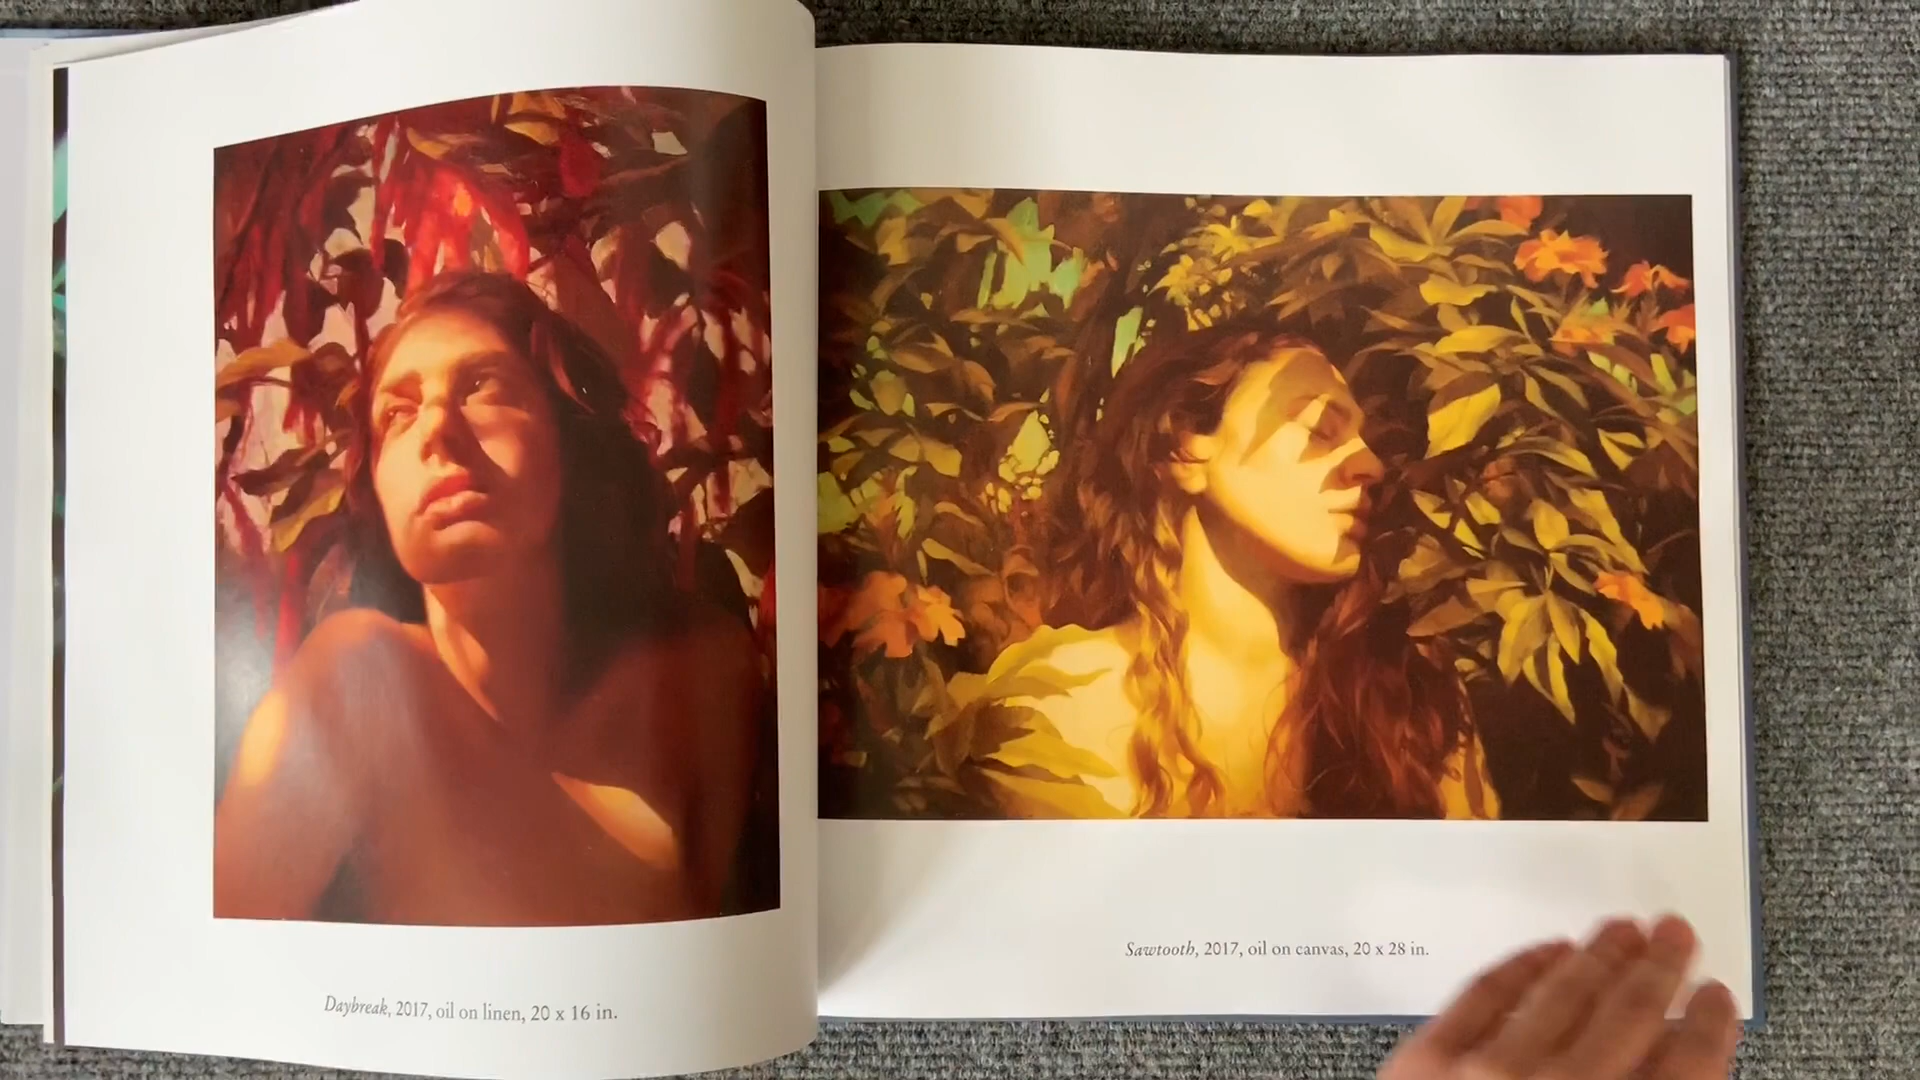 Daybreak, 2017, oil on linen, 20 x 16 in.
Sawtooth, 2017, oil on canvas, 20 x 28 in.